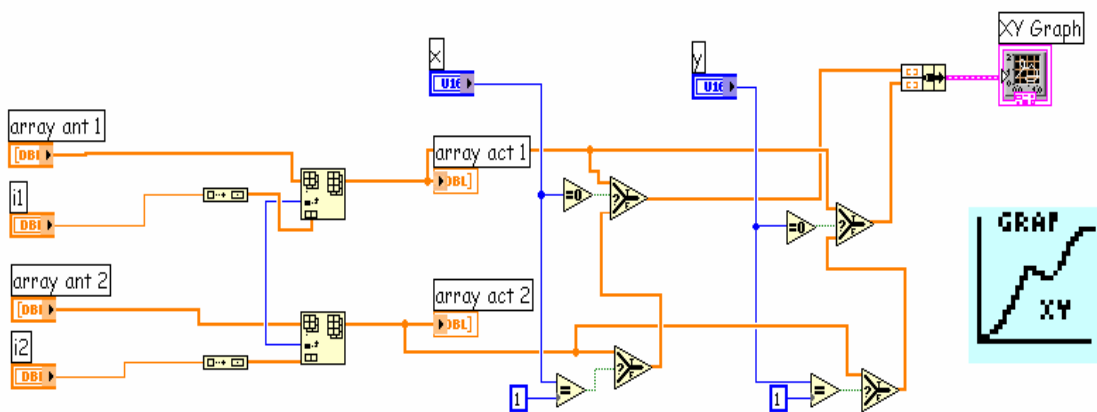 XY Graph
x
y
U16
U16
array ant 1
[DBL
array act 1
DBL]
i1
DBL
=0
?
T
F
=0
?
T
F
GRAF
XY
array ant 2
[DBL
array act 2
DBL]
i2
DBL
1
=
?
T
F
1
=
?
T
F